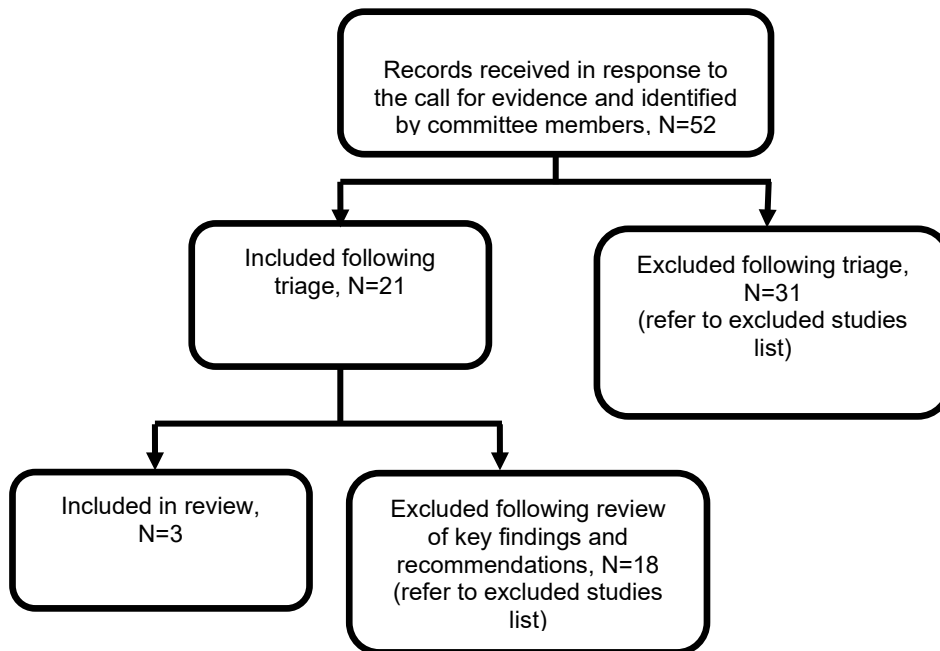 Records received in response to
the call for evidence and identified
by committee members, N=52
Included following
triage, N=21
Excluded following triage,
N=31
(refer to excluded studies
list)
Included in review,
N=3
Excluded following review
of key findings and
recommendations, N=18
(refer to excluded studies
list)